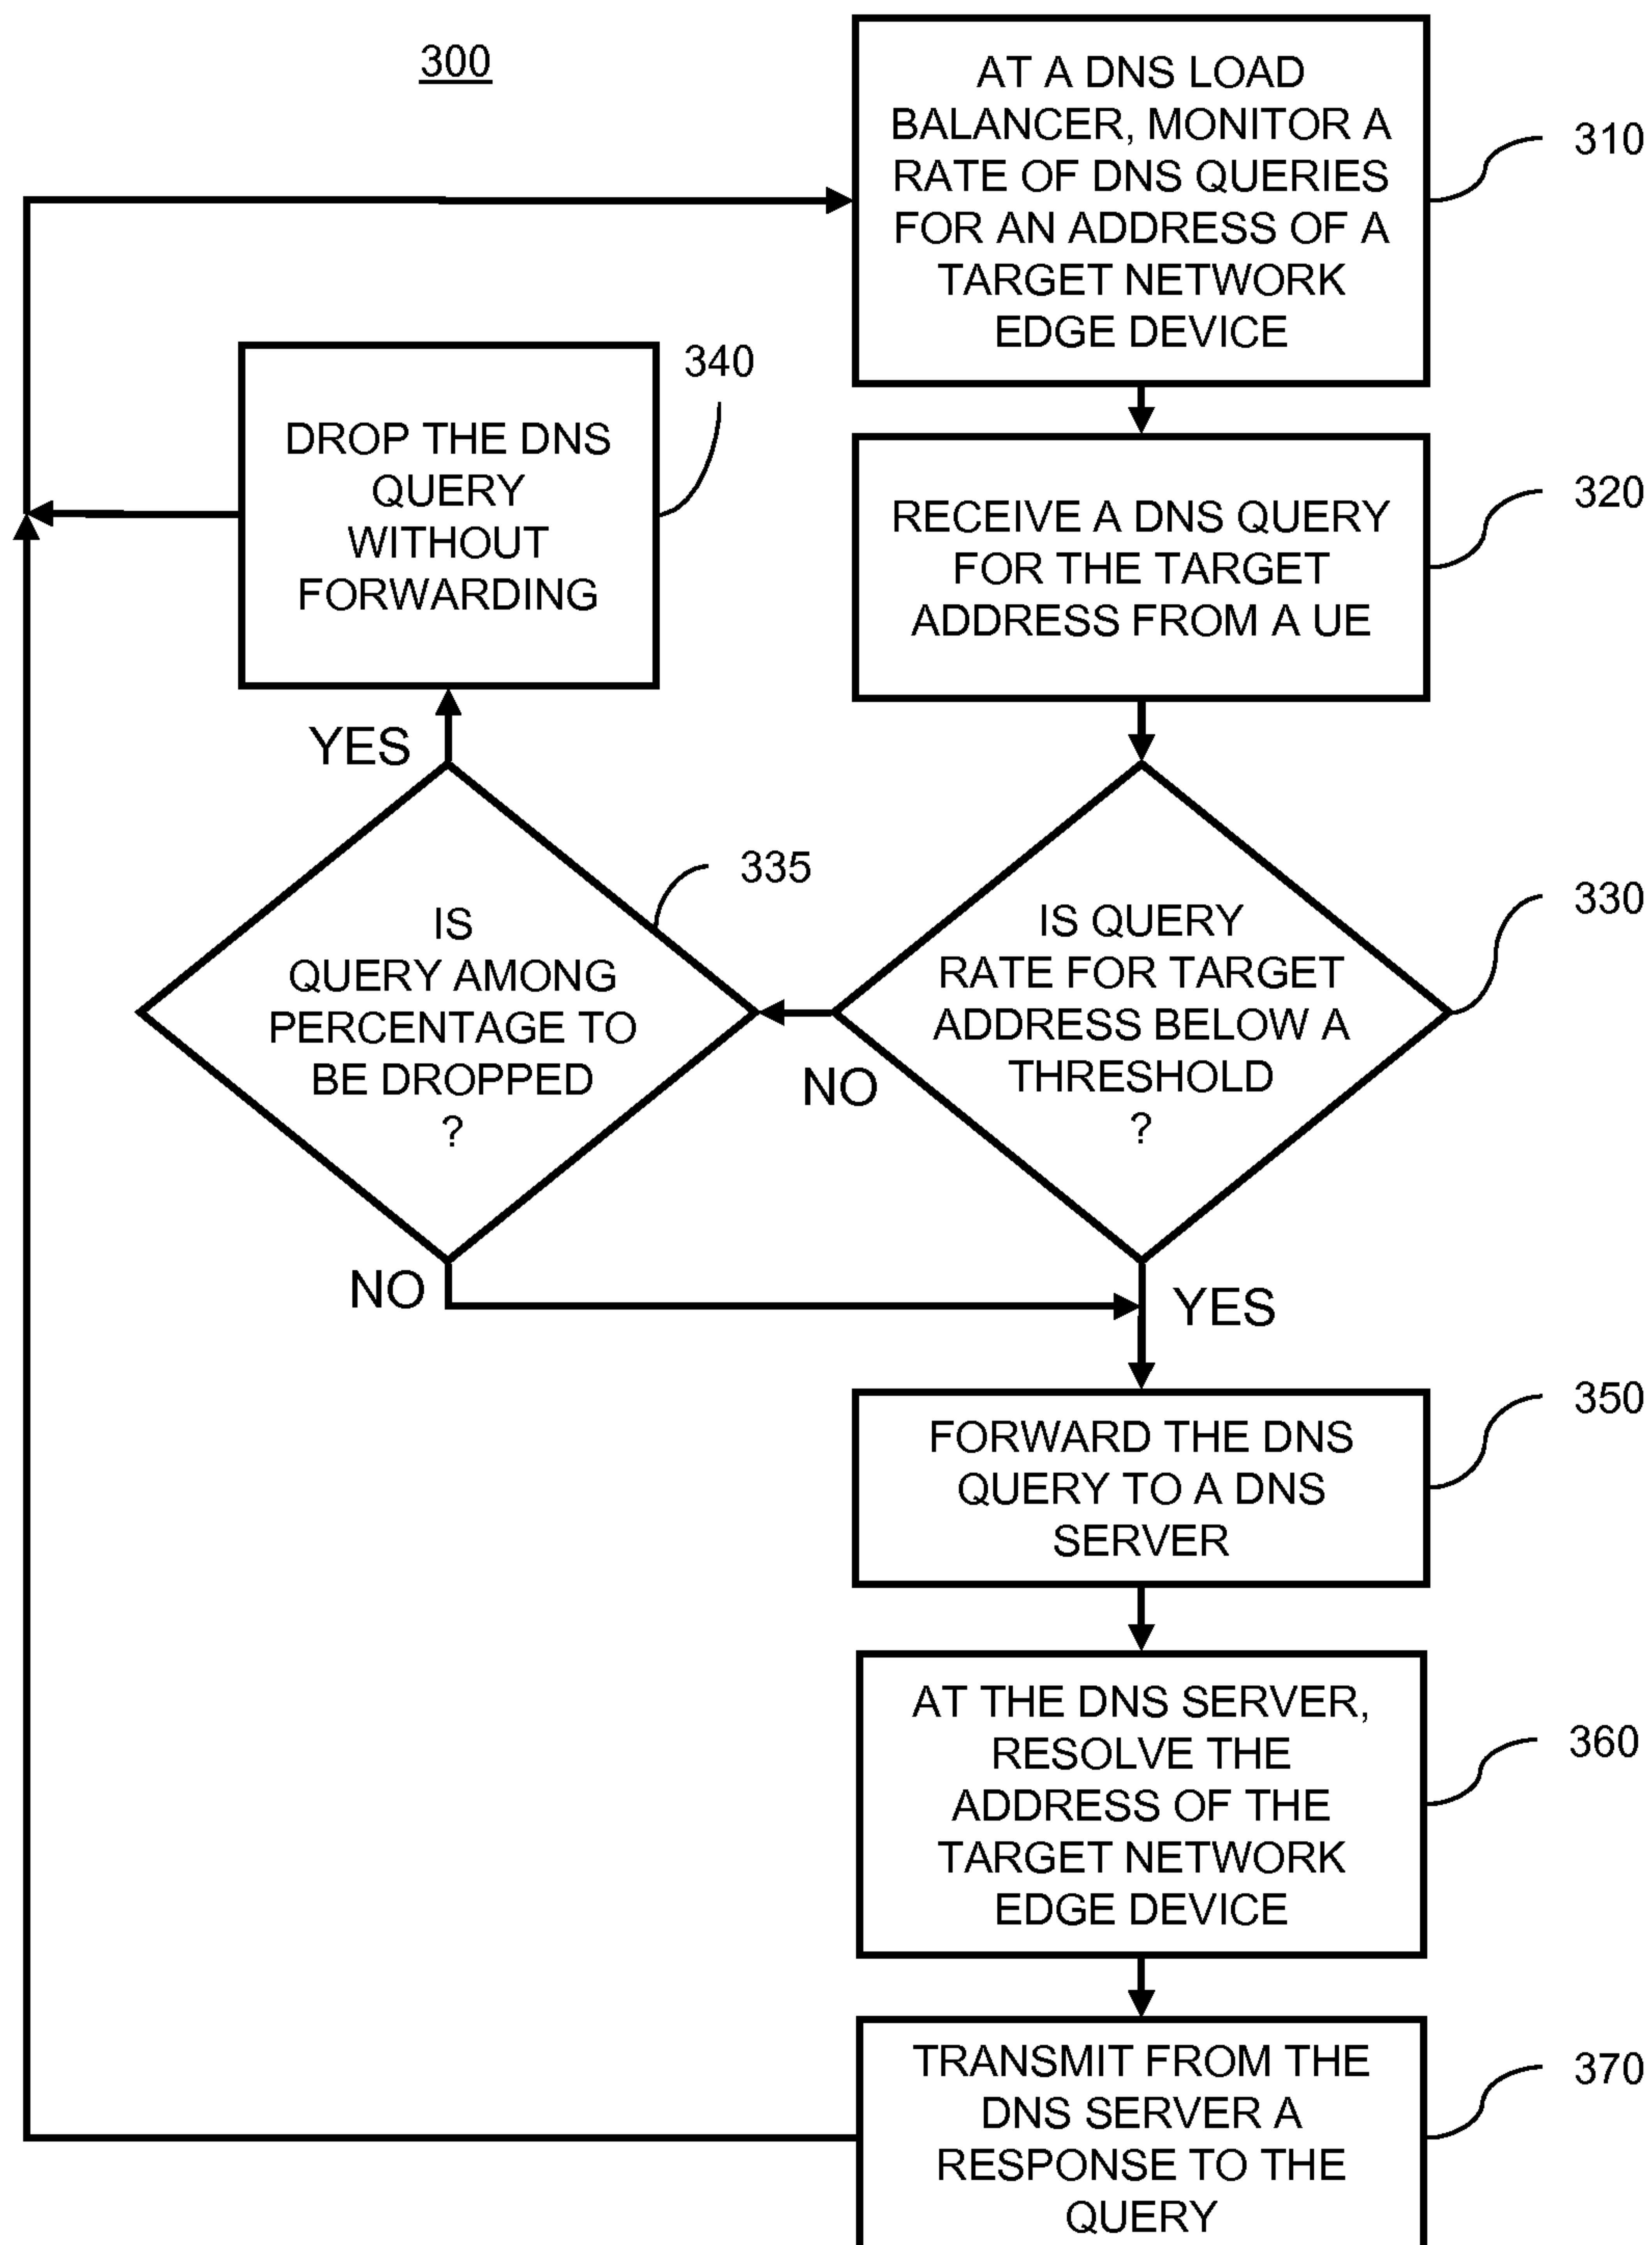 300
AT A DNS LOAD
BALANCER, MONITOR A
RATE OF DNS QUERIES
FOR AN ADDRESS OF A
TARGET NETWORK
EDGE DEVICE
310
RECEIVE A DNS QUERY
FOR THE TARGET
ADDRESS FROM A UE
320
IS QUERY
RATE FOR TARGET
ADDRESS BELOW A
THRESHOLD
?
330
NO
YES
IS
QUERY AMONG
PERCENTAGE TO
BE DROPPED
?
335
YES
NO
DROP THE DNS
QUERY
WITHOUT
FORWARDING
340
FORWARD THE DNS
QUERY TO A DNS
SERVER
350
AT THE DNS SERVER,
RESOLVE THE
ADDRESS OF THE
TARGET NETWORK
EDGE DEVICE
360
TRANSMIT FROM THE
DNS SERVER A
RESPONSE TO THE
QUERY
370